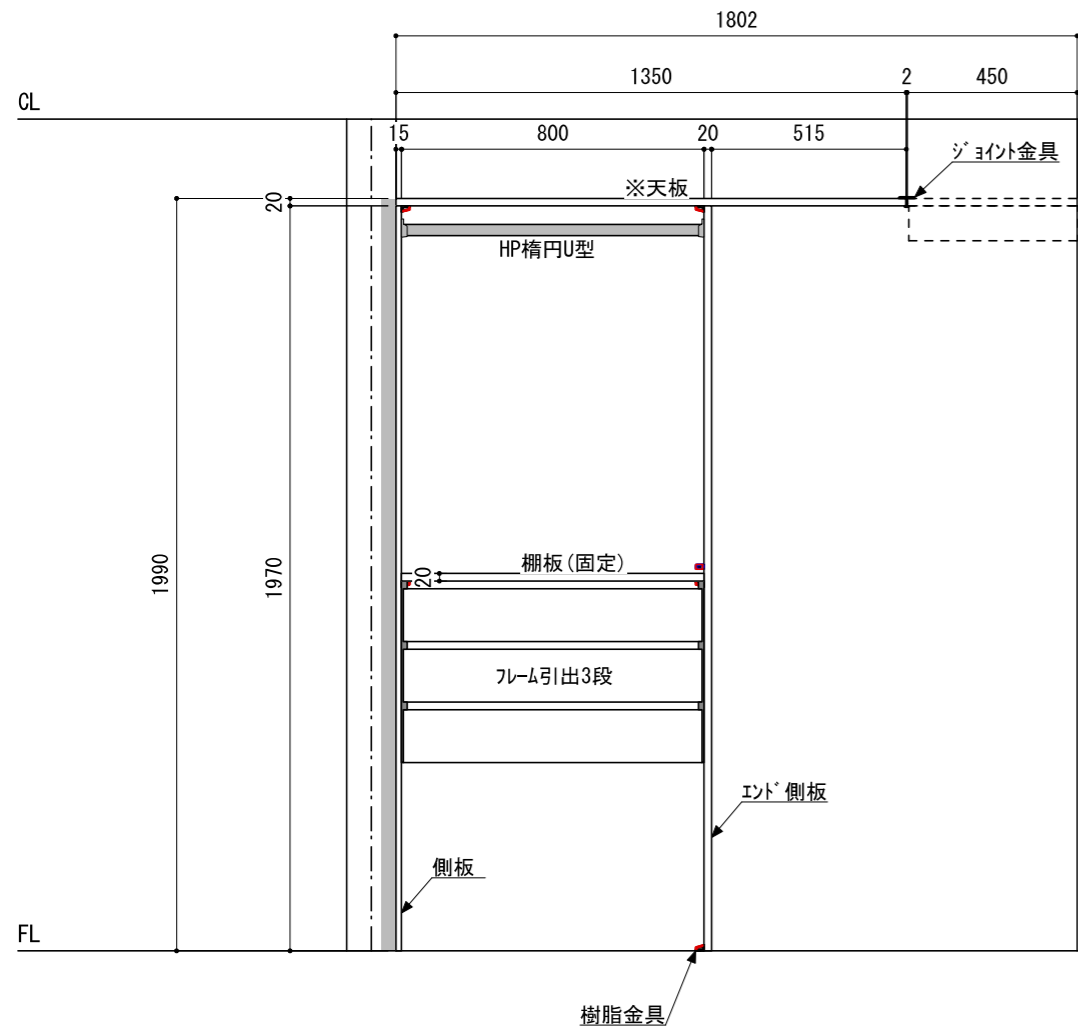 1802
1350 2 450
CL
15 800 20 515
ジョイント金具
※天板
20
HP楕円U型
1990
1970
棚板(固定)
20
フレーム引出3段
エンド側板
側板
FL
樹脂金具